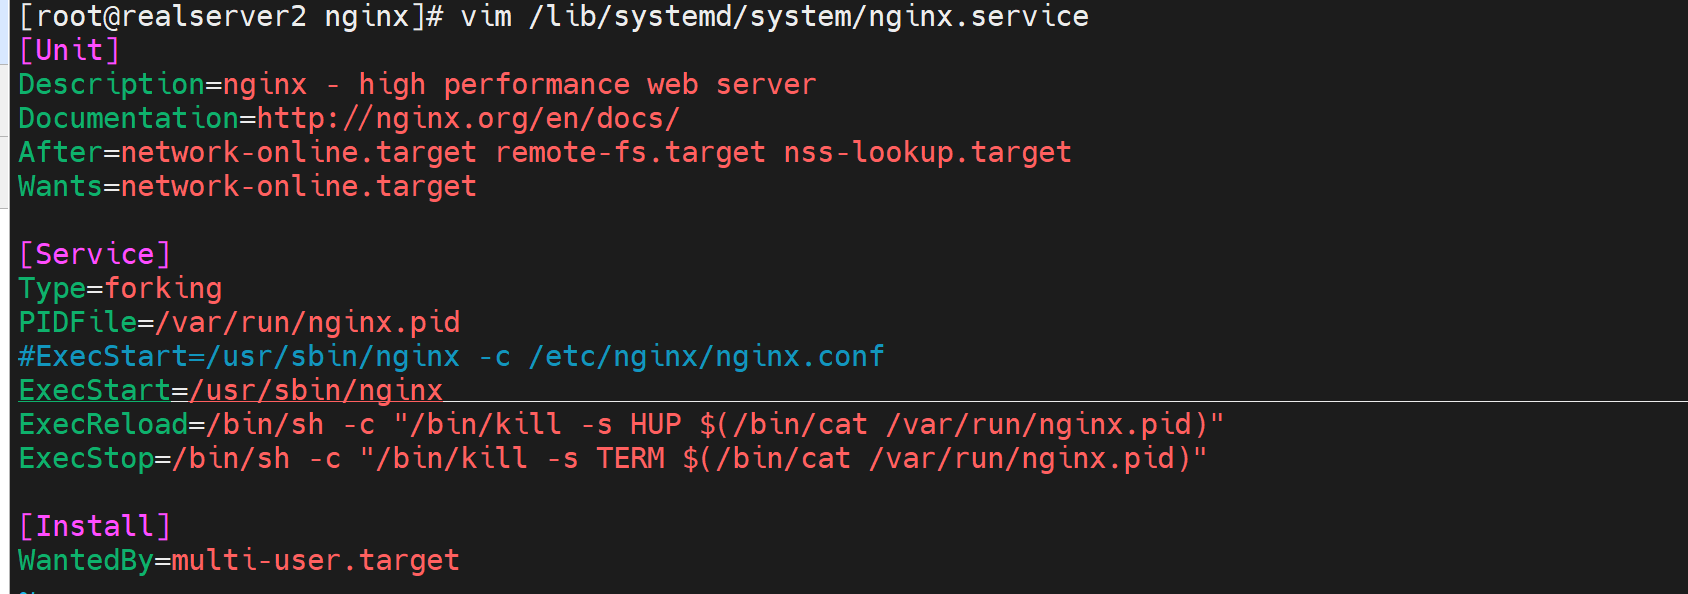 [root@realserver2 nginx]# vim /lib/systemd/system/nginx.service
[Unit]
Description=nginx - high performance web server
Documentation=http://nginx.org/en/docs/
After=network-online.target remote-fs.target nss-lookup.target
Wants=network-online.target
[Service]
Type=forking
PIDFile=/var/run/nginx.pid
#ExecStart=/usr/sbin/nginx -c /etc/nginx/nginx.conf
ExecStart=/usr/sbin/nginx
ExecReload=/bin/sh -c "/bin/kill -s HUP $(/bin/cat /var/run/nginx.pid)"
ExecStop=/bin/sh -c "/bin/kill -s TERM $(/bin/cat /var/run/nginx.pid)"
[Install]
WantedBy=multi-user.target